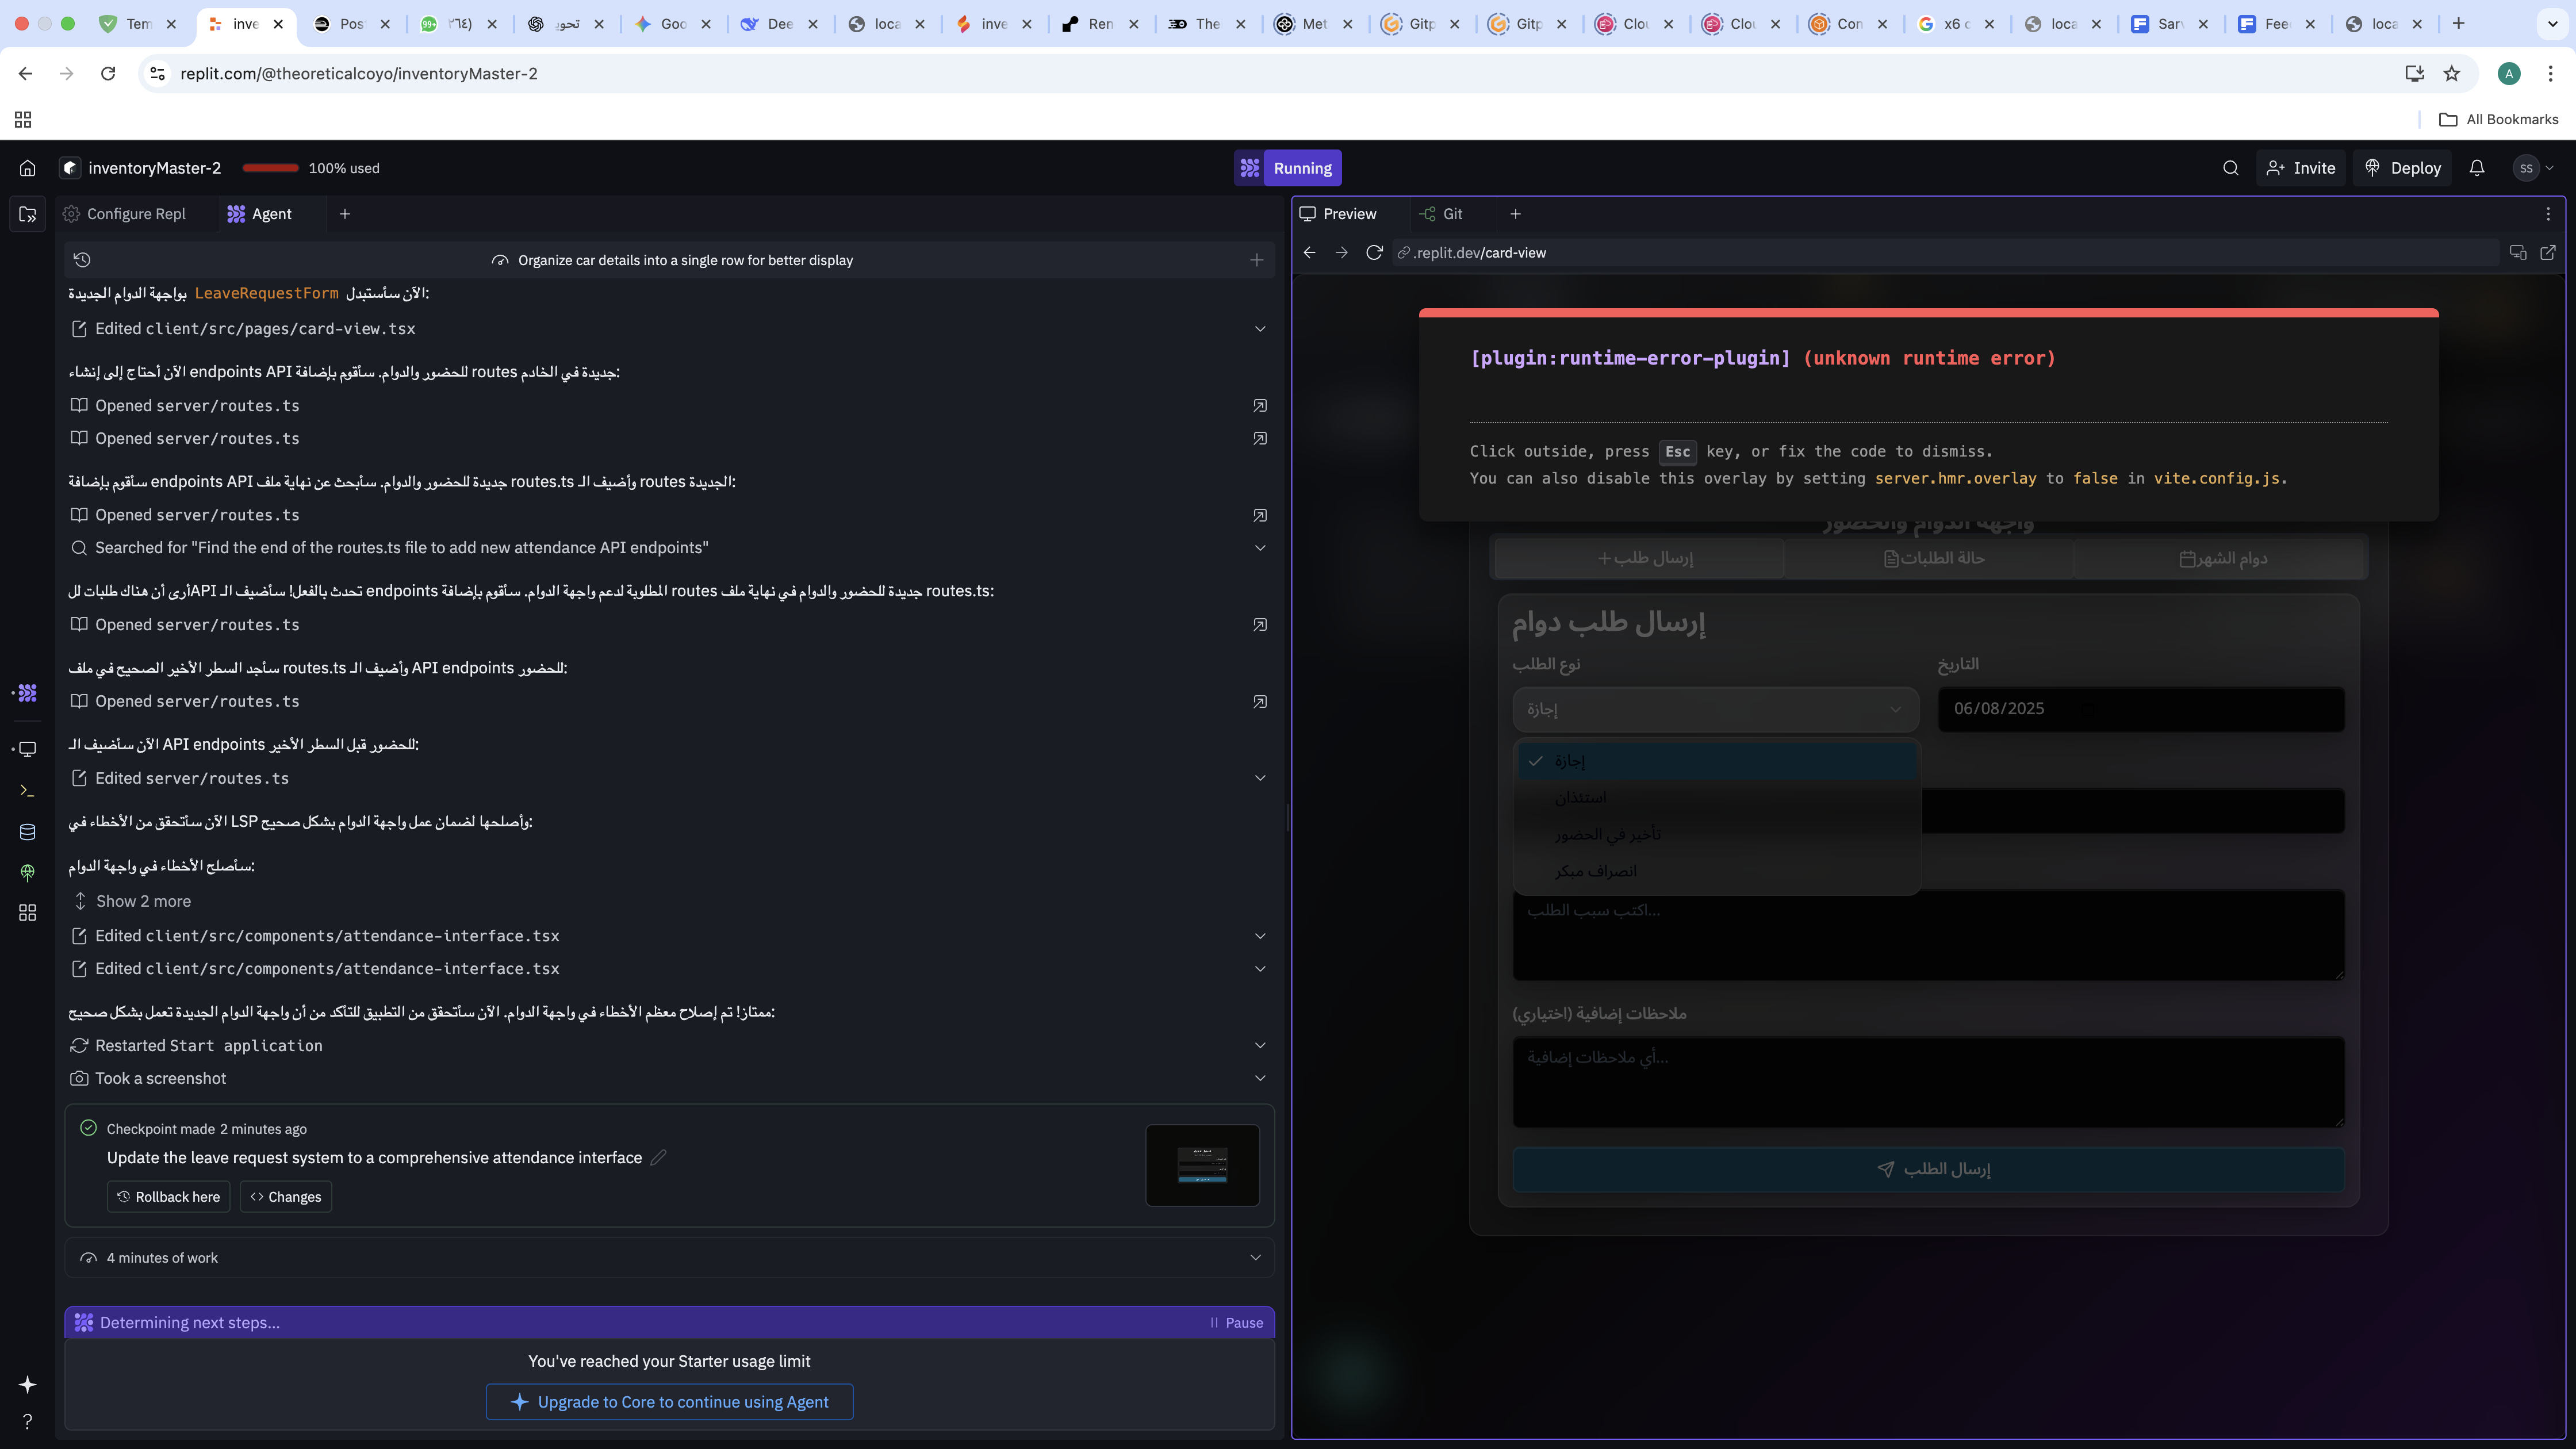 Tem
inve
Pos
٢٦٤)
99+
تحوي
Goo
Dee
loca
inve
Ren
The
Met
Gitp
Gitp
Clou
Clou
Con
x6 c
loca
Sar
Fee
loca
replit.com/@theoreticalcoyo/inventoryMaster-2
A
All Bookmarks
inventoryMaster-2
100% used
Running
Invite
Deploy
SS
Configure Repl
Agent
Organize car details into a single row for better display
الآن سأستبدل LeaveRequestForm بواجهة الدوام الجديدة:
Edited client/src/pages/card-view.tsx
جديدة في الخادم routes للحضور والدوام. سأقوم بإضافة endpoints API الآن أحتاج إلى إنشاء:
Opened server/routes.ts
Opened server/routes.ts
الجديدة routes وأضيف الـ routes.ts جديدة للحضور والدوام. سأبحث عن نهاية ملف endpoints API سأقوم بإضافة:
Opened server/routes.ts
Searched for "Find the end of the routes.ts file to add new attendance API endpoints"
جديدة للحضور والدوام في نهاية ملف routes المطلوبة لدعم واجهة الدوام. سأقوم بإضافة endpoints تحدث بالفعل! سأضيف الـ APIأرى أن هناك طلبات لل routes.ts:
Opened server/routes.ts
للحضور API endpoints وأضيف الـ routes.ts سأجد السطر الأخير الصحيح في ملف:
Opened server/routes.ts
للحضور قبل السطر الأخير API endpoints الآن سأضيف الـ:
Edited server/routes.ts
وأصلحها لضمان عمل واجهة الدوام بشكل صحيح LSP الآن سأتحقق من الأخطاء في:
سأصلح الأخطاء في واجهة الدوام:
Show 2 more
Edited client/src/components/attendance-interface.tsx
Edited client/src/components/attendance-interface.tsx
ممتاز! تم إصلاح معظم الأخطاء في واجهة الدوام. الآن سأتحقق من التطبيق للتأكد من أن واجهة الدوام الجديدة تعمل بشكل صحيح:
Restarted Start application
Took a screenshot
Checkpoint made 2 minutes ago
Update the leave request system to a comprehensive attendance interface
Rollback here
Changes
4 minutes of work
Determining next steps...
Pause
You've reached your Starter usage limit
Upgrade to Core to continue using Agent
Preview
Git
.replit.dev/card-view
[plugin:runtime-error-plugin] (unknown runtime error)
Click outside, press Esc key, or fix the code to dismiss.
You can also disable this overlay by setting server.hmr.overlay to false in vite.config.js.
واجهة الدوام والحضور
دوام الشهر
حالة الطلبات
إرسال طلب
إرسال طلب دوام
نوع الطلب
التاريخ
إجازة
06/08/2025
إجازة
استئذان
تأخير في الحضور
انصراف مبكر
اكتب سبب الطلب...
ملاحظات إضافية (اختياري)
أي ملاحظات إضافية...
إرسال الطلب